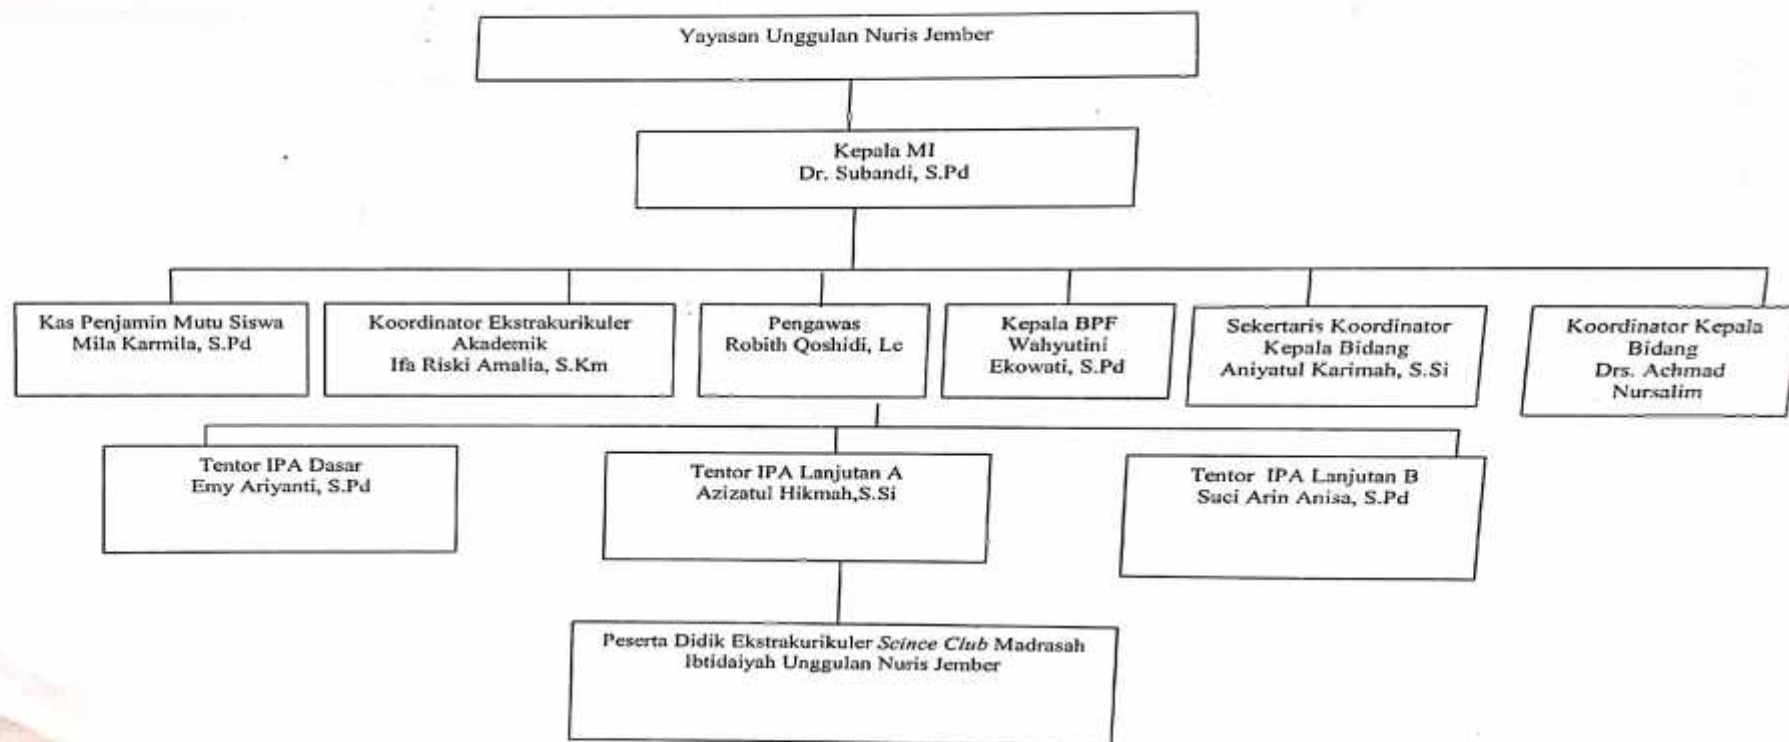 Yayasan Unggulan Nuris Jember
Kepala MI
Dr. Subandi, S.Pd
Kas Penjamin Mutu Siswa
Mila Karmila, S.Pd
Koordinator Ekstrakurikuler
Akademik
Ifa Riski Amalia, S.Km
Pengawas
Robith Qoshidi, Lc
Kepala BPF
Wahyutini
Ekowati, S.Pd
Sekertaris Koordinator
Kepala Bidang
Aniyatul Karimah, S.Si
Koordinator Kepala
Bidang
Drs. Achmad
Nursalim
Tentor IPA Dasar
Emy Ariyanti, S.Pd
Tentor IPA Lanjutan A
Azizatul Hikmah,S.Si
Tentor IPA Lanjutan B
Suci Arin Anisa, S.Pd
Peserta Didik Ekstrakurikuler Scince Club Madrasah
Ibtidaiyah Unggulan Nuris Jember